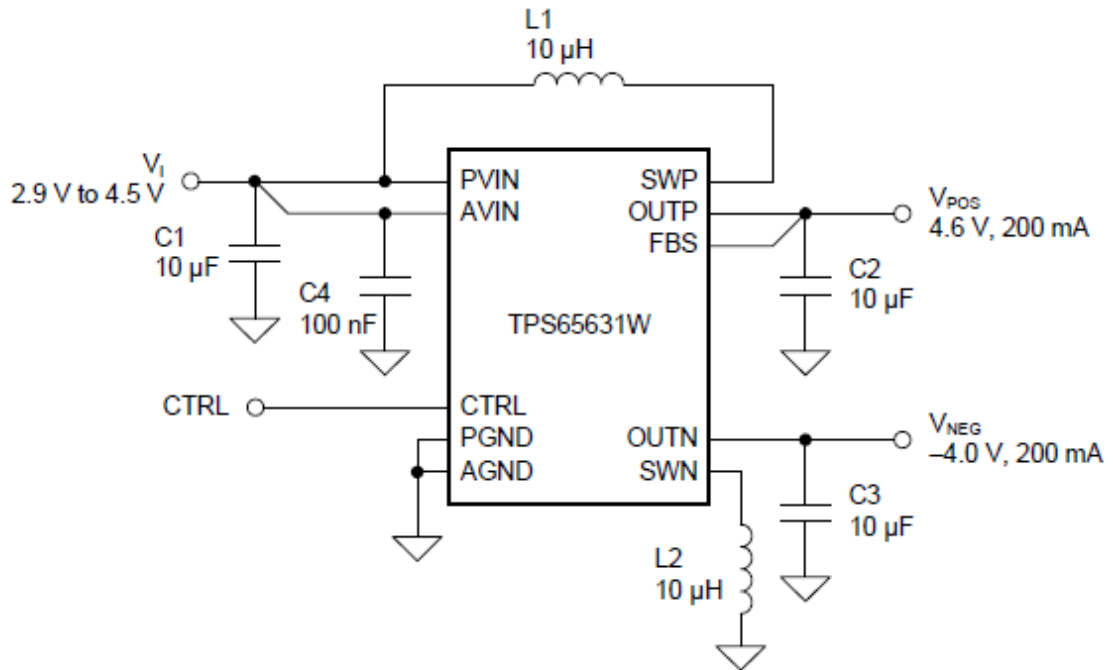 L1
10 µH
VI
2.9 V to 4.5 V
PVIN
SWP
AVIN
OUTP
VPOS
4.6 V, 200 mA
FBS
C1
10 µF
C4
100 nF
C2
10 µF
TPS65631W
CTRL
CTRL
PGND
OUTN
VNEG
–4.0 V, 200 mA
AGND
SWN
C3
10 µF
L2
10 µH